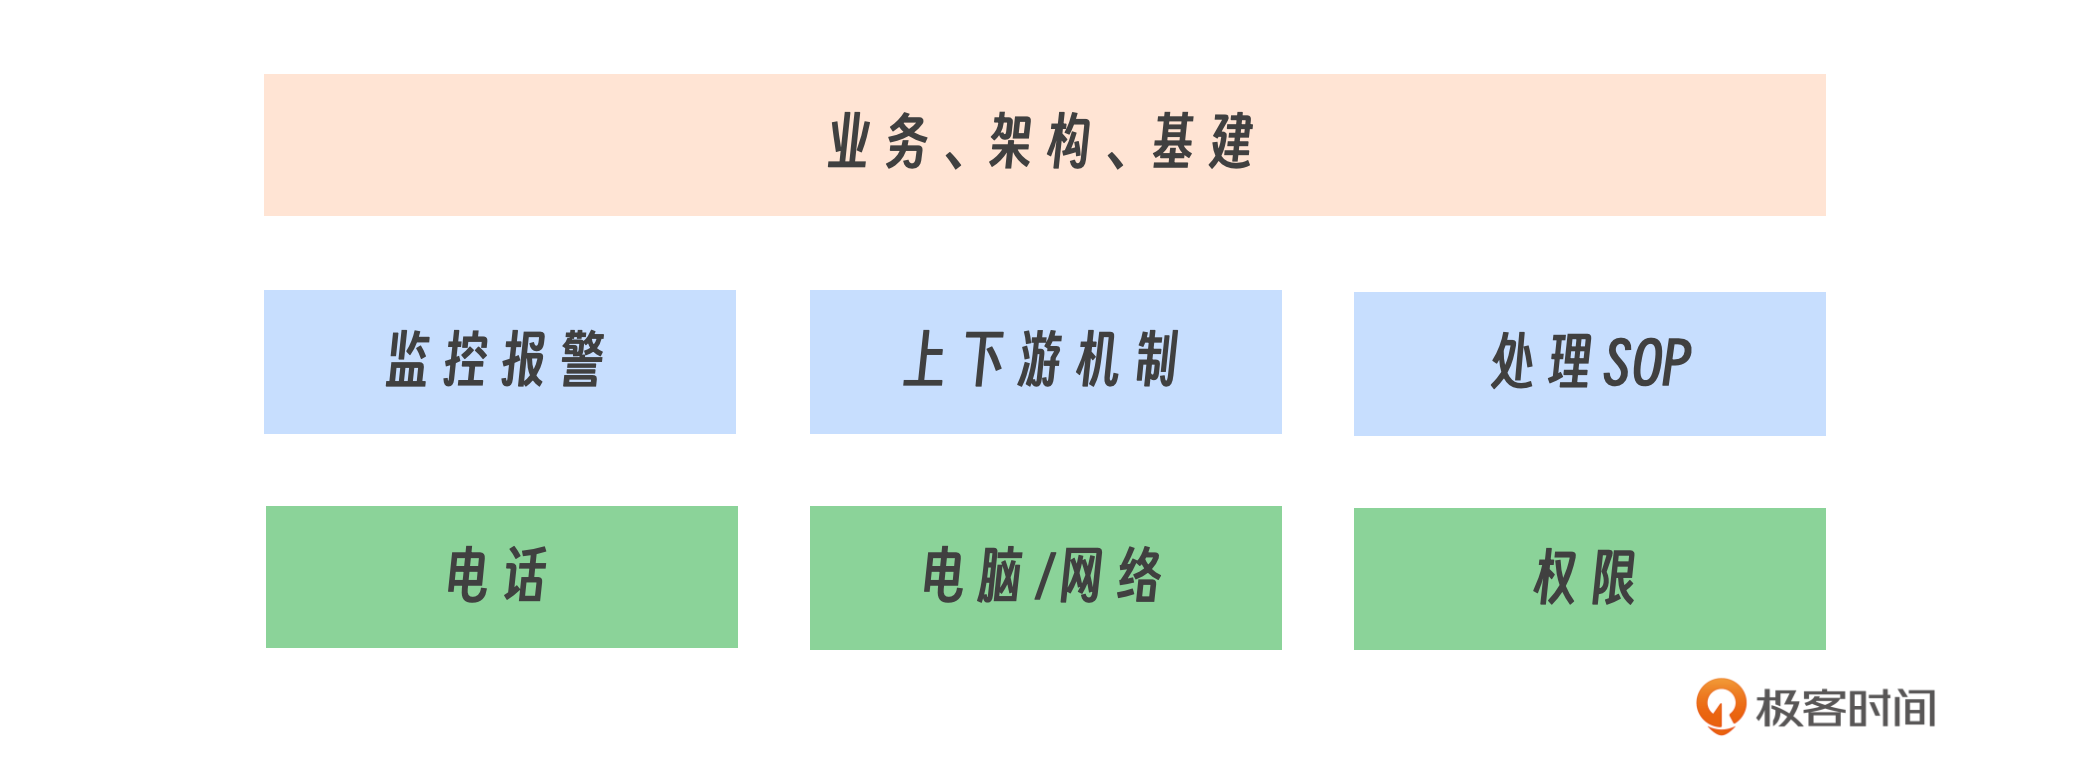 业务、架构、基建
监控报警
上下游机制
处理SOP
电话
电脑/网络
权限
极客时间